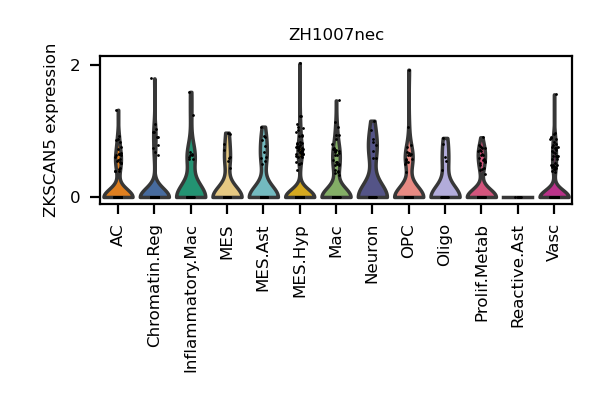 ZH1007nec
ZKSCAN5 expression
2
0
AC
Chromatin.Reg
Inflammatory.Mac
MES
MES.Ast
MES.Hyp
Mac
Neuron
OPC
Oligo
Prolif.Metab
Reactive.Ast
Vasc